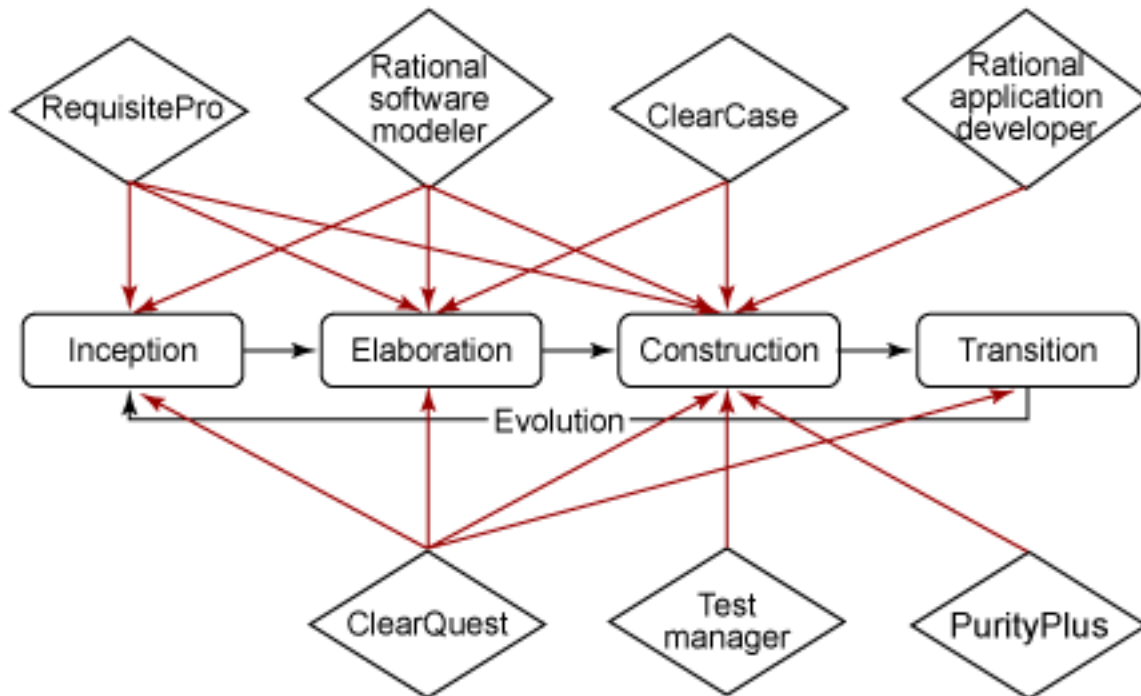 RequisitePro
Rational
software
modeler
ClearCase
Rational
application
developer
Inception
Elaboration
Construction
Transition
Evolution
ClearQuest
Test
manager
PurityPlus